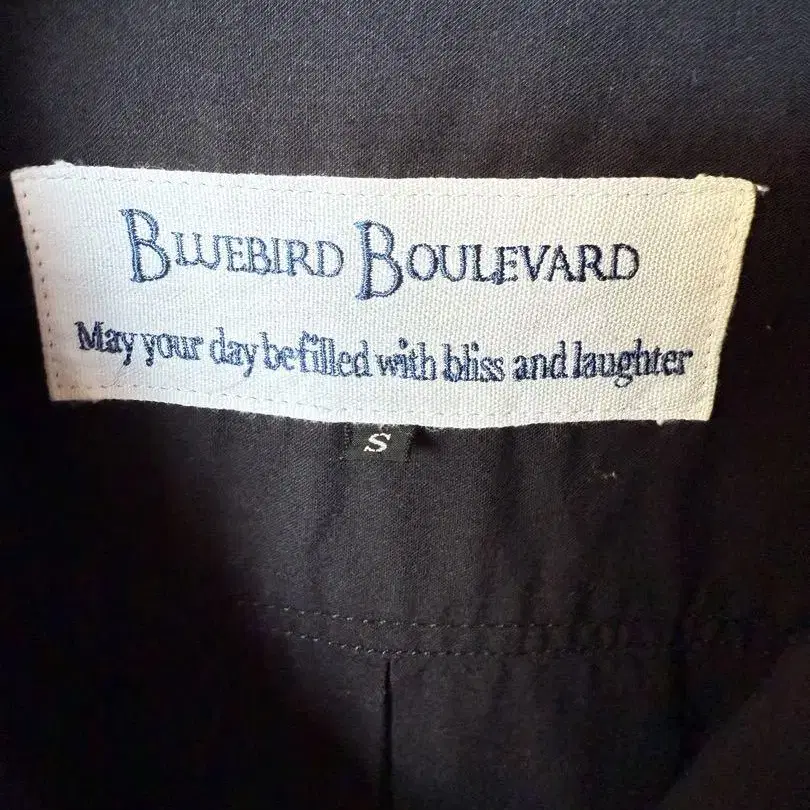 BLUEBIRD BOULEVARD
May your day be filled with bliss and laughter
S